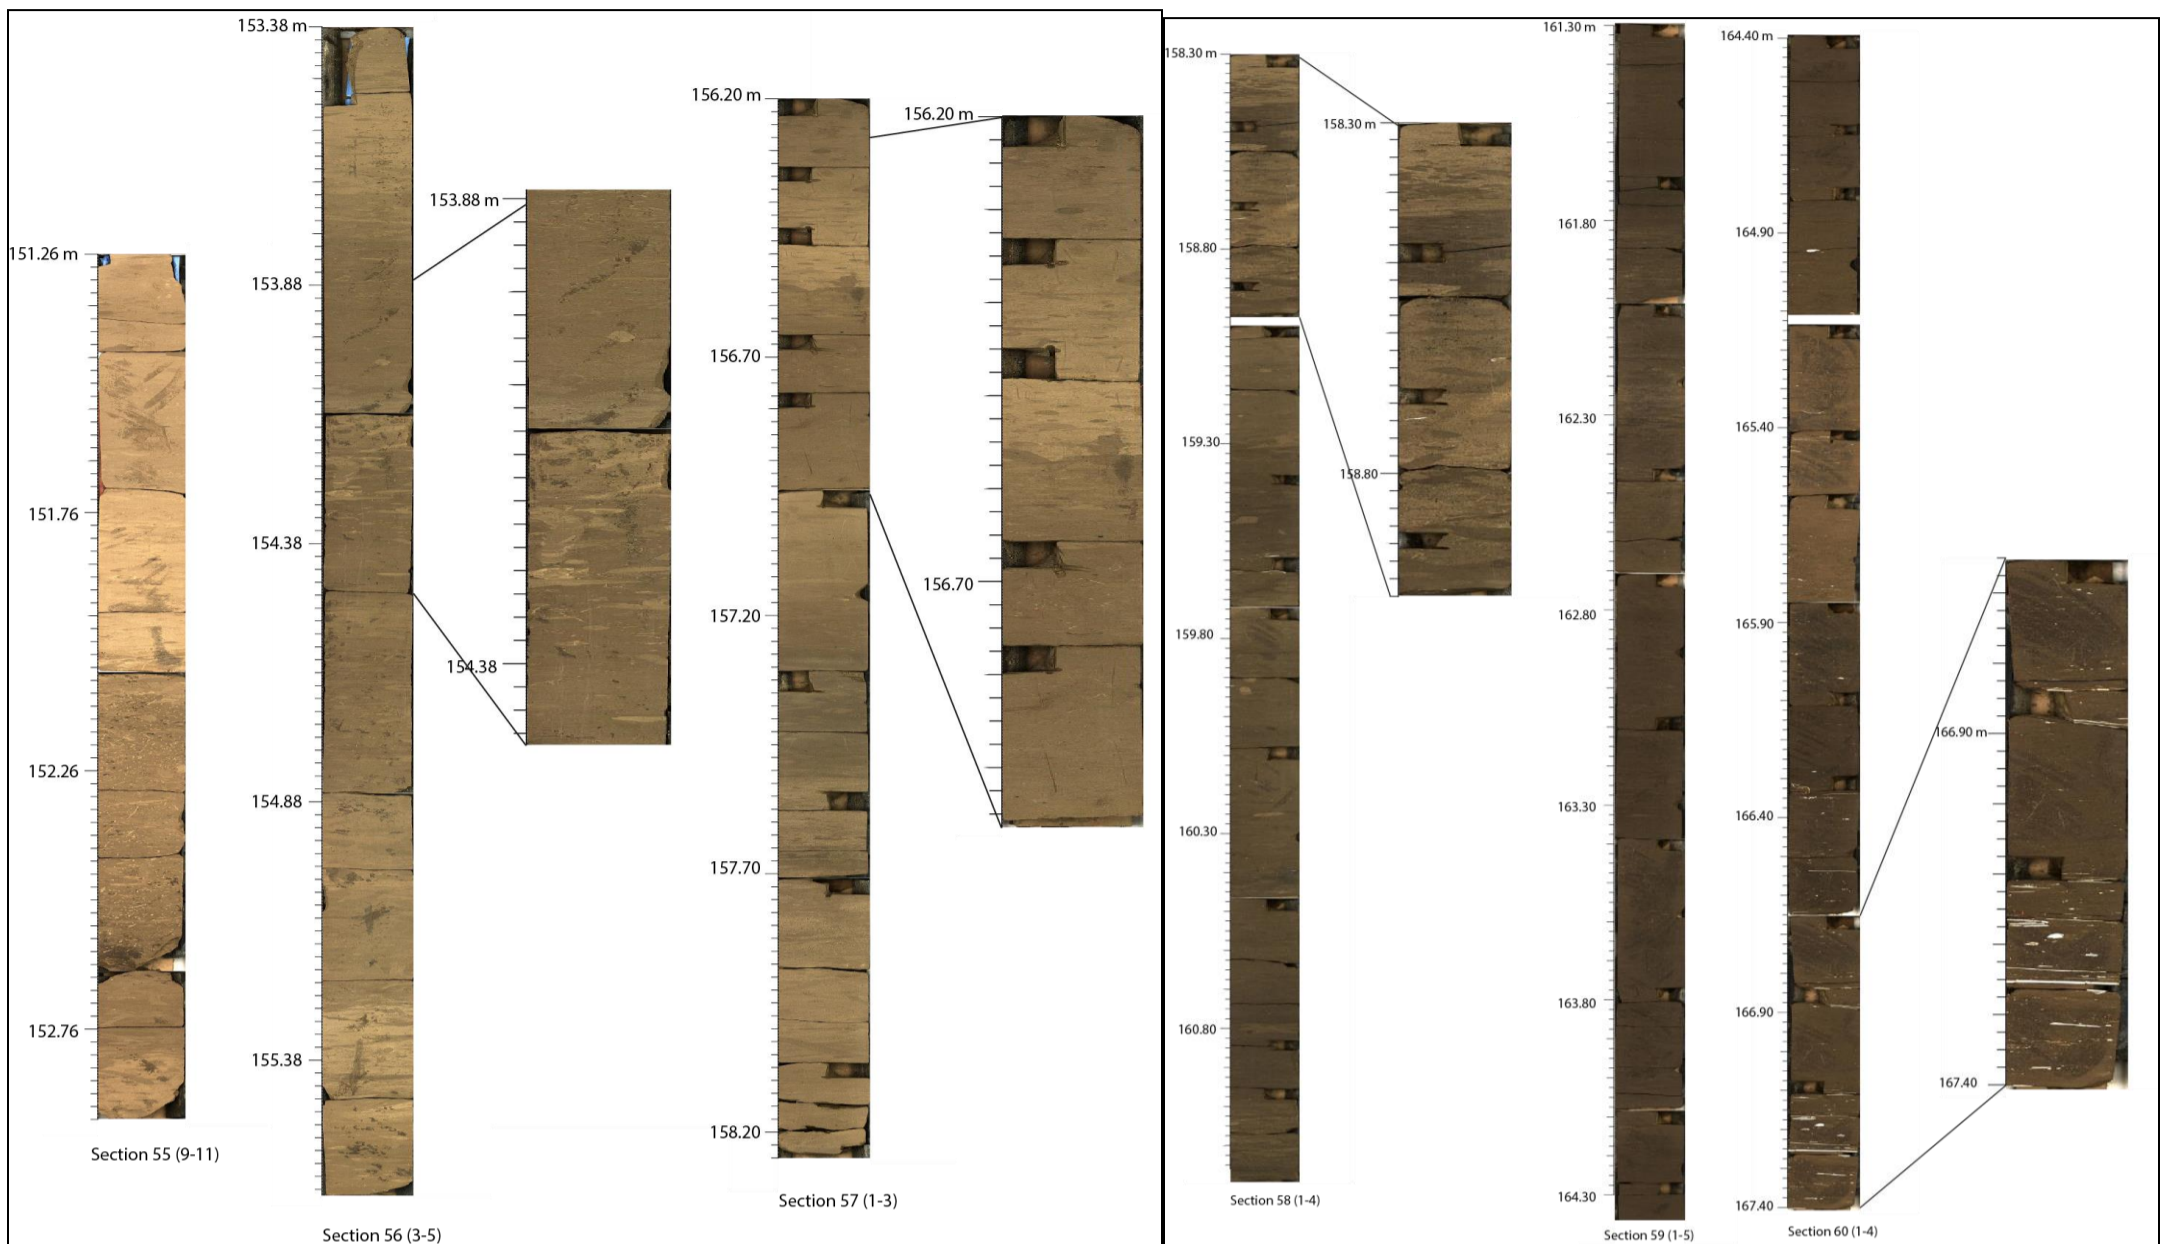 151.26 m
151.76
152.26
152.76
Section 55 (9-11)
153.38 m
153.88
154.38
154.88
155.38
Section 56 (3-5)
153.88 m
154.38
156.20 m
156.70
157.20
157.70
158.20
Section 57 (1-3)
156.20 m
156.70
158.30 m
158.80
159.30
159.80
160.30
160.80
Section 58 (1-4)
158.30 m
158.80
161.30 m
161.80
162.30
162.80
163.30
163.80
164.30
Section 59 (1-5)
164.40 m
164.90
165.40
165.90
166.40
166.90
167.40
Section 60 (1-4)
166.90 m
167.40